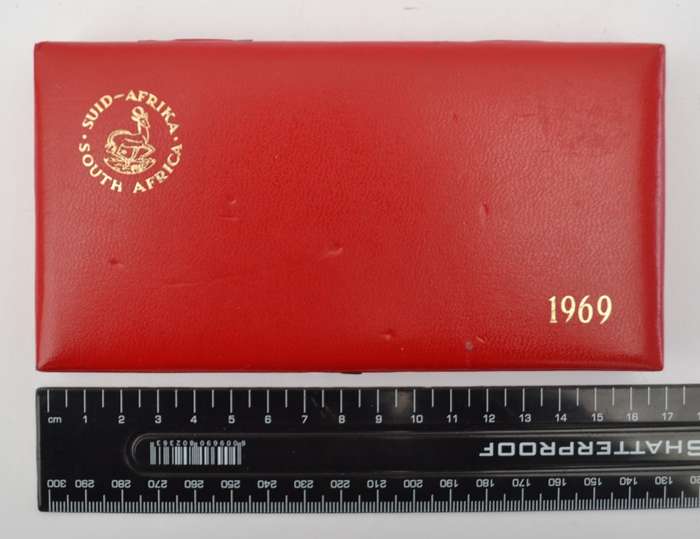 SUID-AFRIKA
SOUTH AFRICA
1969
cm 1 2 3 4 5 6 7 8 9 10 11 12 13 14 15 16 17
SHATTERPROOF
300 290 280 270 260 250 240 230 220 210 200 190 180 170 160 150 140 130 120